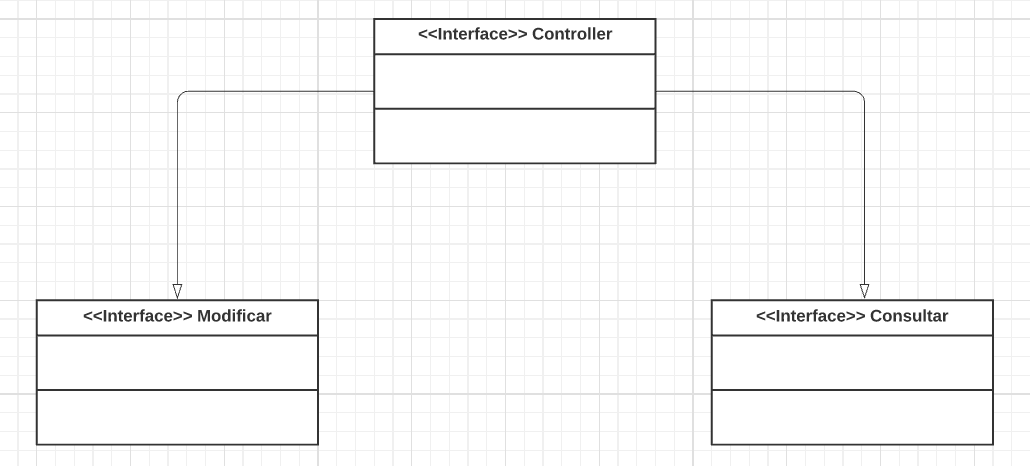 <<Interface>> Controller
<<Interface>> Modificar
<<Interface>> Consultar